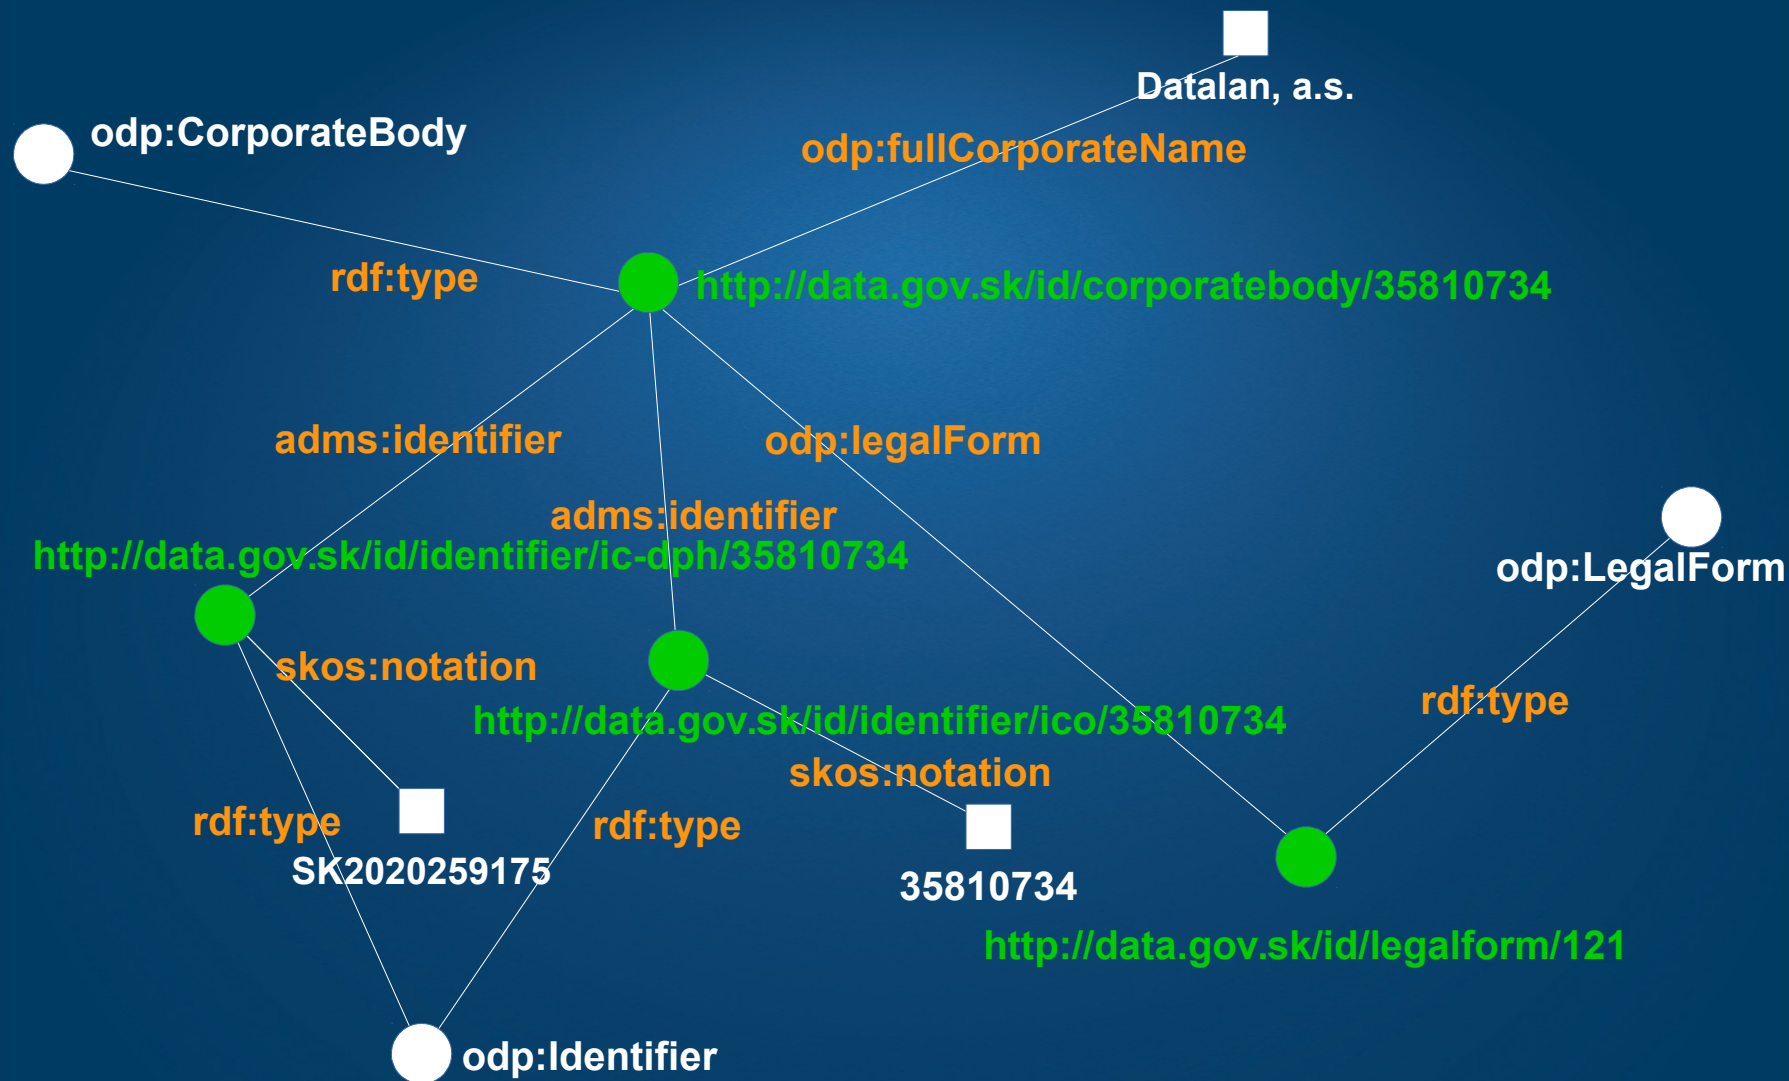 Datalan, a.s.
odp:CorporateBody
odp:fullCorporateName
rdf:type
http://data.gov.sk/id/corporatebody/35810734
adms:identifier
odp:legalForm
adms:identifier
http://data.gov.sk/id/identifier/ic-dph/35810734
odp:LegalForm
skos:notation
rdf:type
http://data.gov.sk/id/identifier/ico/35810734
skos:notation
rdf:type
rdf:type
SK2020259175
35810734
http://data.gov.sk/id/legalform/121
odp:Identifier